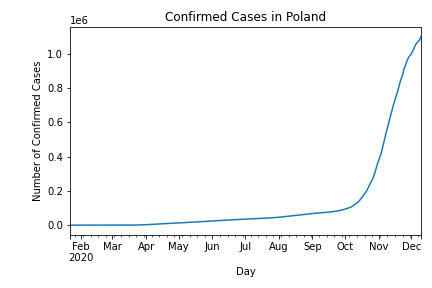 Confirmed Cases in Poland
1e6
Number of Confirmed Cases
1.0
0.8
0.6
0.4
0.2
0.0
Feb Mar Apr May Jun Jul Aug Sep Oct Nov Dec
2020
Day